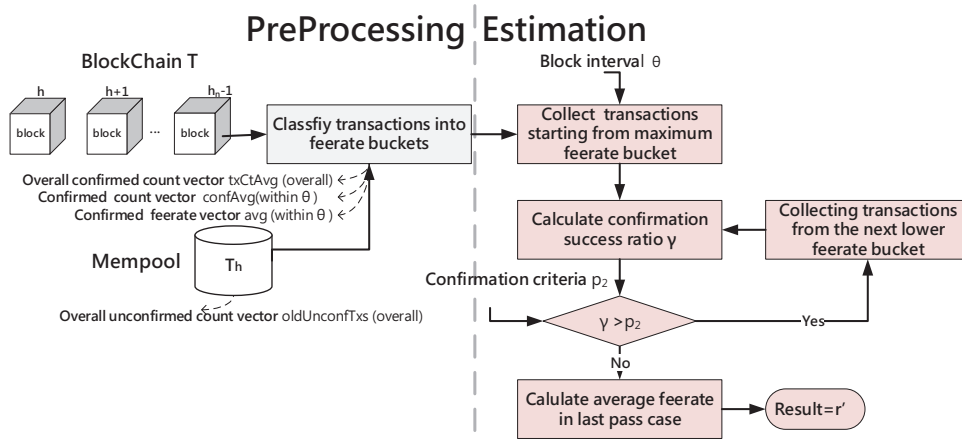 PreProcessing Estimation
BlockChain T
h
h+1
hn-1
block
block
...
block
Classfiy transactions into
feerate buckets
Overall confirmed count vector txCtAvg (overall)
Confirmed count vector confAvg(within θ)
Confirmed feerate vector avg (within θ)
Mempool
Th
Overall unconfirmed count vector oldUnconfTxs (overall)
Block interval θ
Collect transactions
starting from maximum
feerate bucket
Calculate confirmation
success ratio γ
Collecting transactions
from the next lower
feerate bucket
Confirmation criteria p2
γ >p2
Yes
No
Calulate average feerate
in last pass case
Result=r’